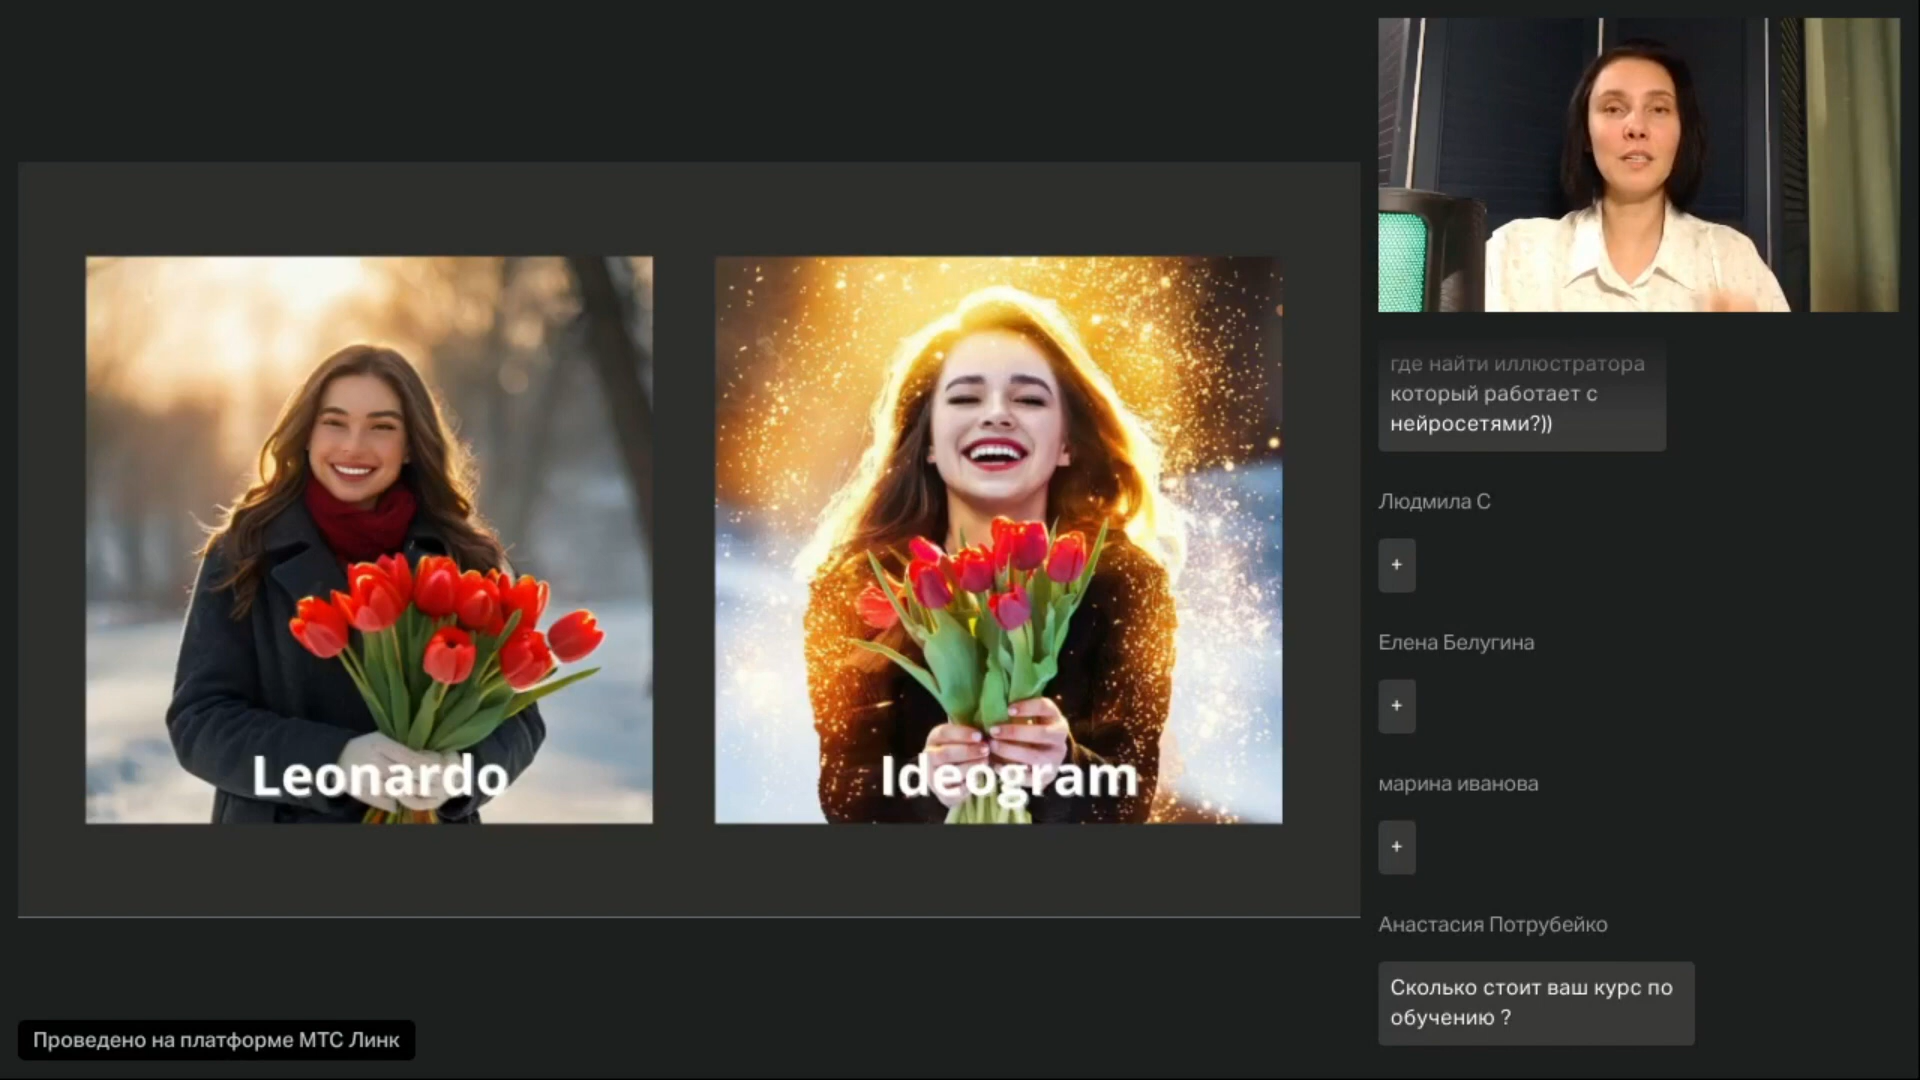 Leonardo
Ideogram
где найти иллюстратора
который работает с
нейросетями?))
Людмила С
+
Елена Белугина
+
марина иванова
+
Анастасия Потрубейко
Сколько стоит ваш курс по
обучению ?
Проведено на платформе МТС Линк